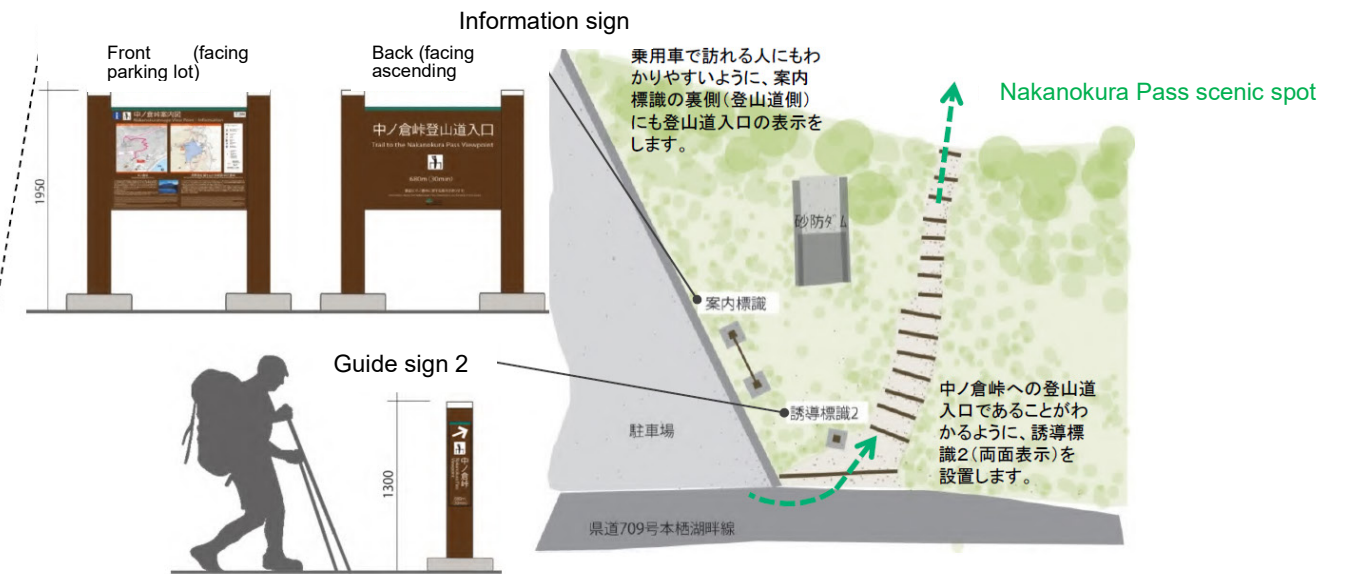 Information sign
Front (facing
parking lot)
Back (facing
ascending
1950
中ノ倉峠案内図
中ノ倉峠登山道入口
Trail to the Nakanokura Pass Viewpoint
680m(30min)
乗用車で訪れる人にもわ
かりやすいように、案内
標識の裏側(登山道側)
にも登山道入口の表示を
します。
Nakanokura Pass scenic spot
砂防ダム
案内標識
Guide sign 2
1300
中ノ倉峠
Nakanokura Pass
Viewpoint
誘導標識2
駐車場
中ノ倉峠への登山道
入口であることがわ
かるように、誘導標
識2(両面表示)を
設置します。
県道709号本栖湖畔線